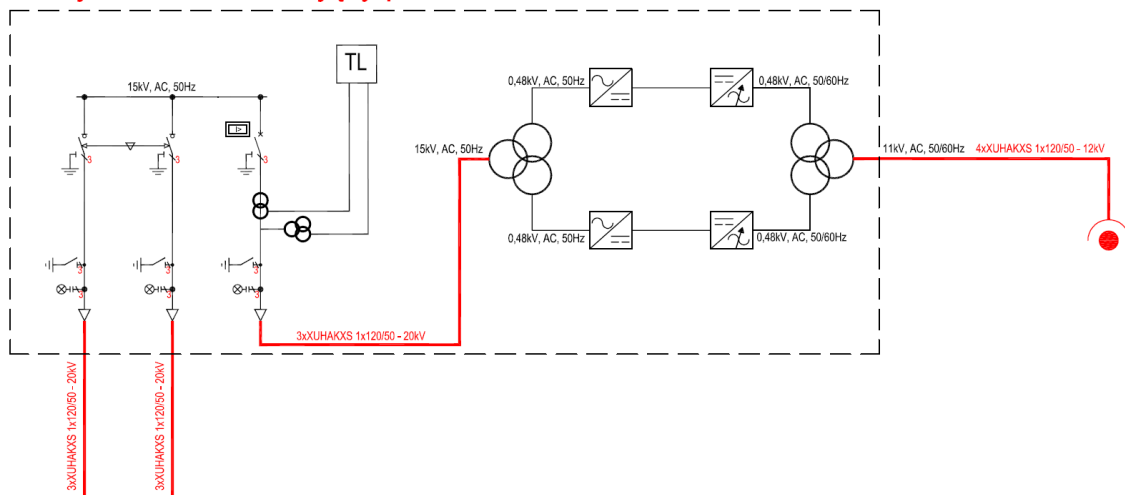 TL
15kV, AC, 50Hz
0,48kV, AC, 50Hz
0,48kV, AC, 50/60Hz
3
3
3
15kV, AC, 50Hz
11kV, AC, 50/60Hz
4xXUHAKXS 1x120/50 - 12kV
0,48kV, AC, 50Hz
0,48kV, AC, 50/60Hz
3
3
3
3
3
3
3xXUHAKXS 1x120/50 - 20kV
3xXUHAKXS 1x120/50 - 20kV
3xXUHAKXS 1x120/50 - 20kV